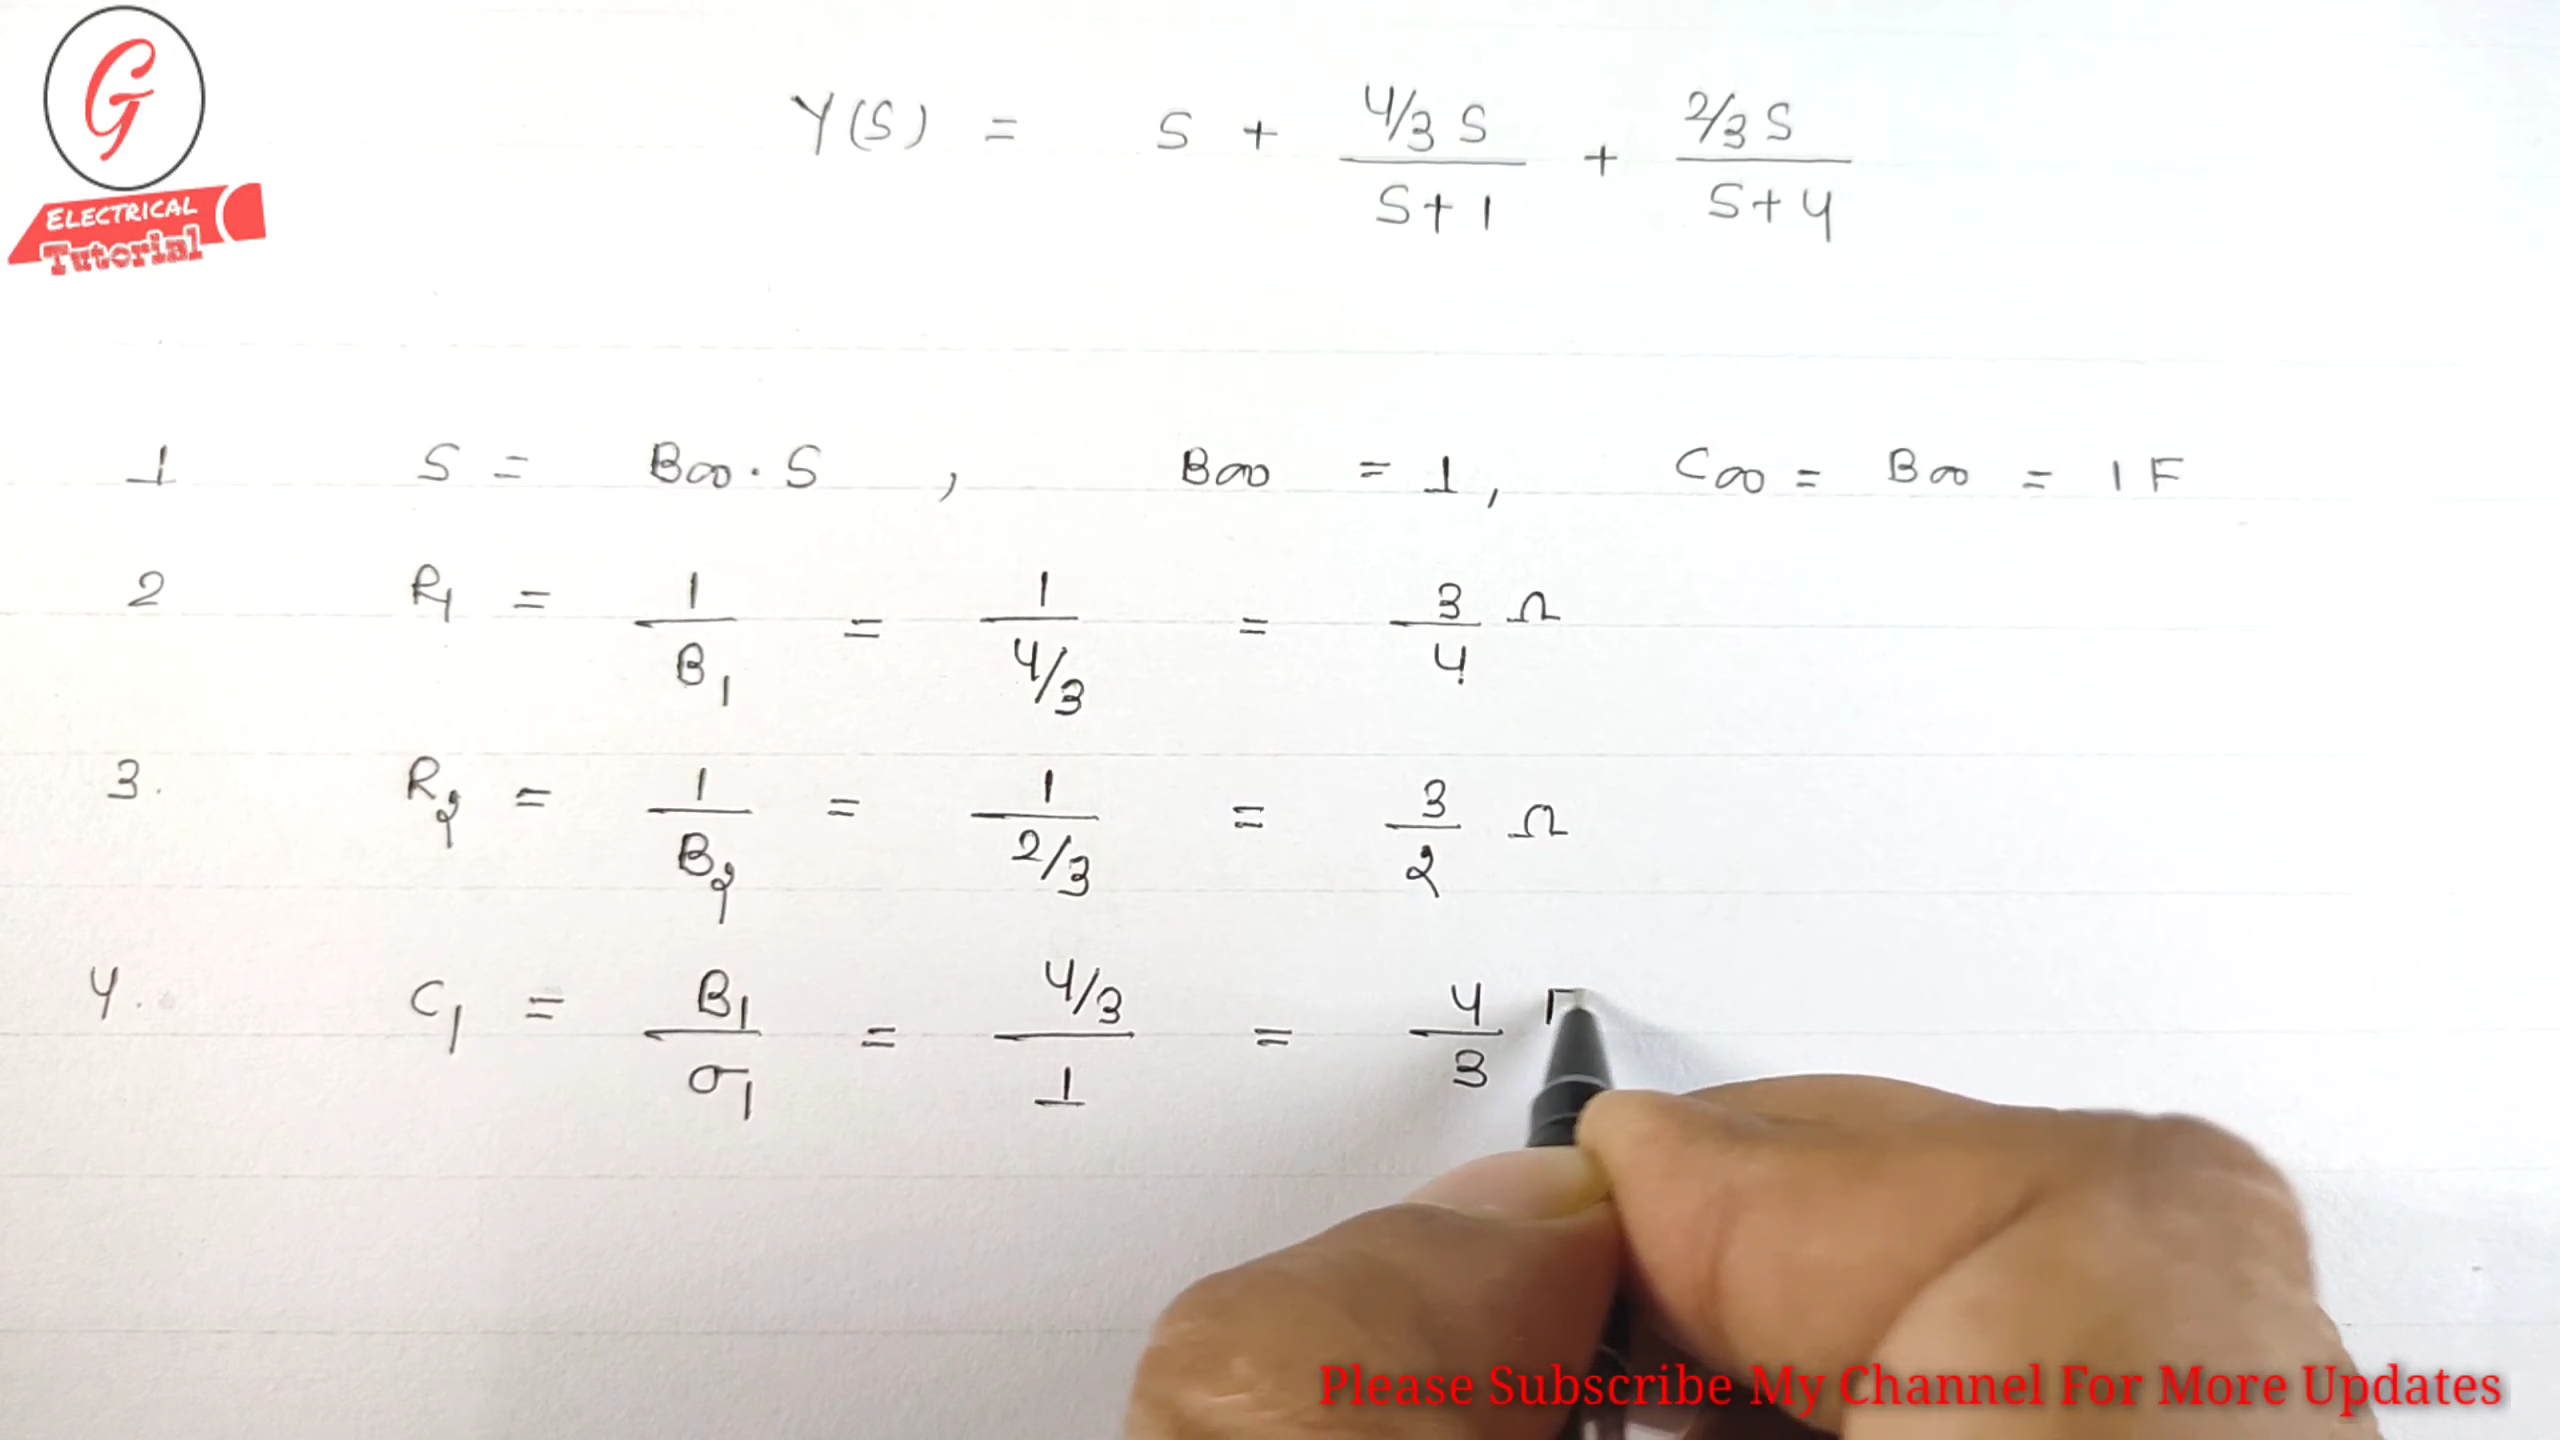 G
ELECTRICAL
Tutorial
Y(S) = S + 4/3 S / S+1 + 2/3 S / S+4
1 S = B∞ . S , B∞ = 1 , C∞ = B∞ = 1 F
2 R1 = 1 / B1 = 1 / 4/3 = 3/4 Ω
3. R2 = 1 / B2 = 1 / 2/3 = 3/2 Ω
4. C1 = B1 / σ1 = 4/3 / 1 = 4/3
Please Subscribe My Channel For More Updates